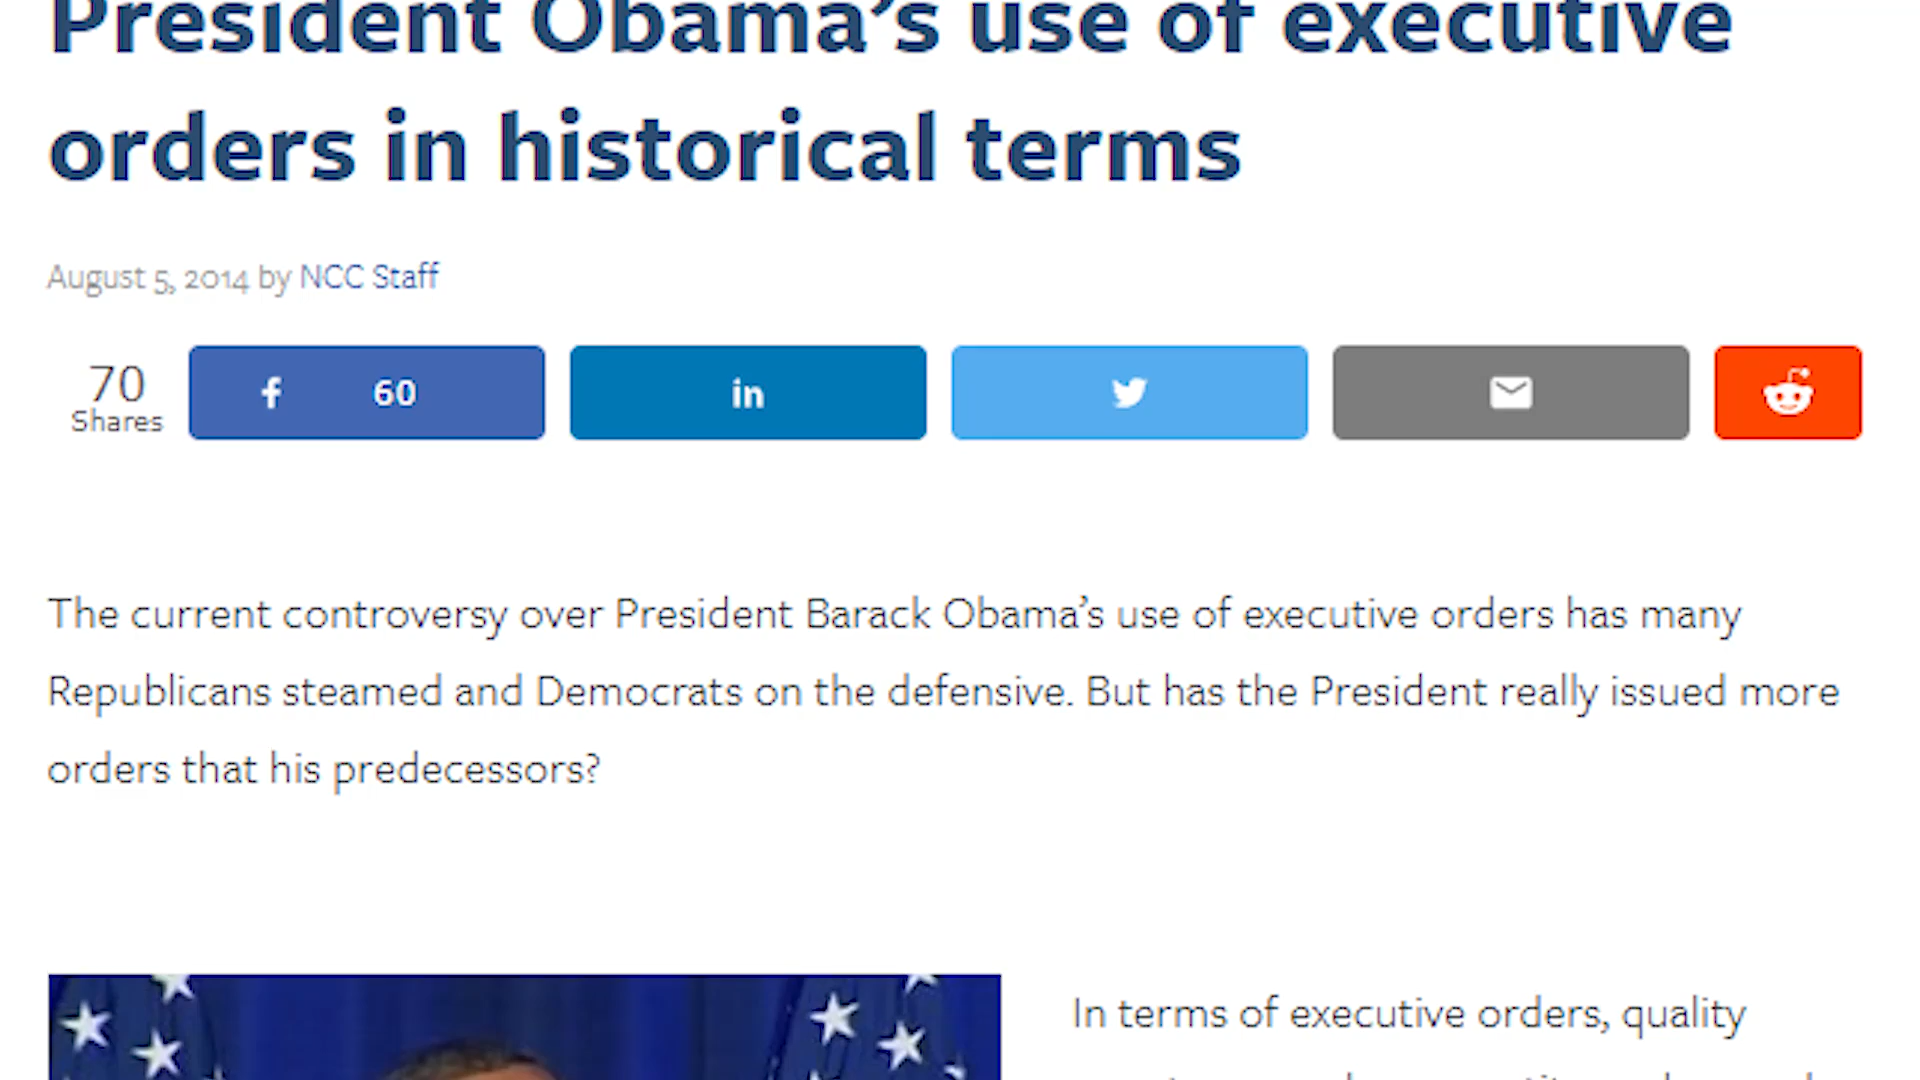 President Obama’s use of executive
orders in historical terms
August 5, 2014 by NCC Staff
70
Shares
60
in
The current controversy over President Barack Obama’s use of executive orders has many
Republicans steamed and Democrats on the defensive. But has the President really issued more
orders that his predecessors?
In terms of executive orders, quality